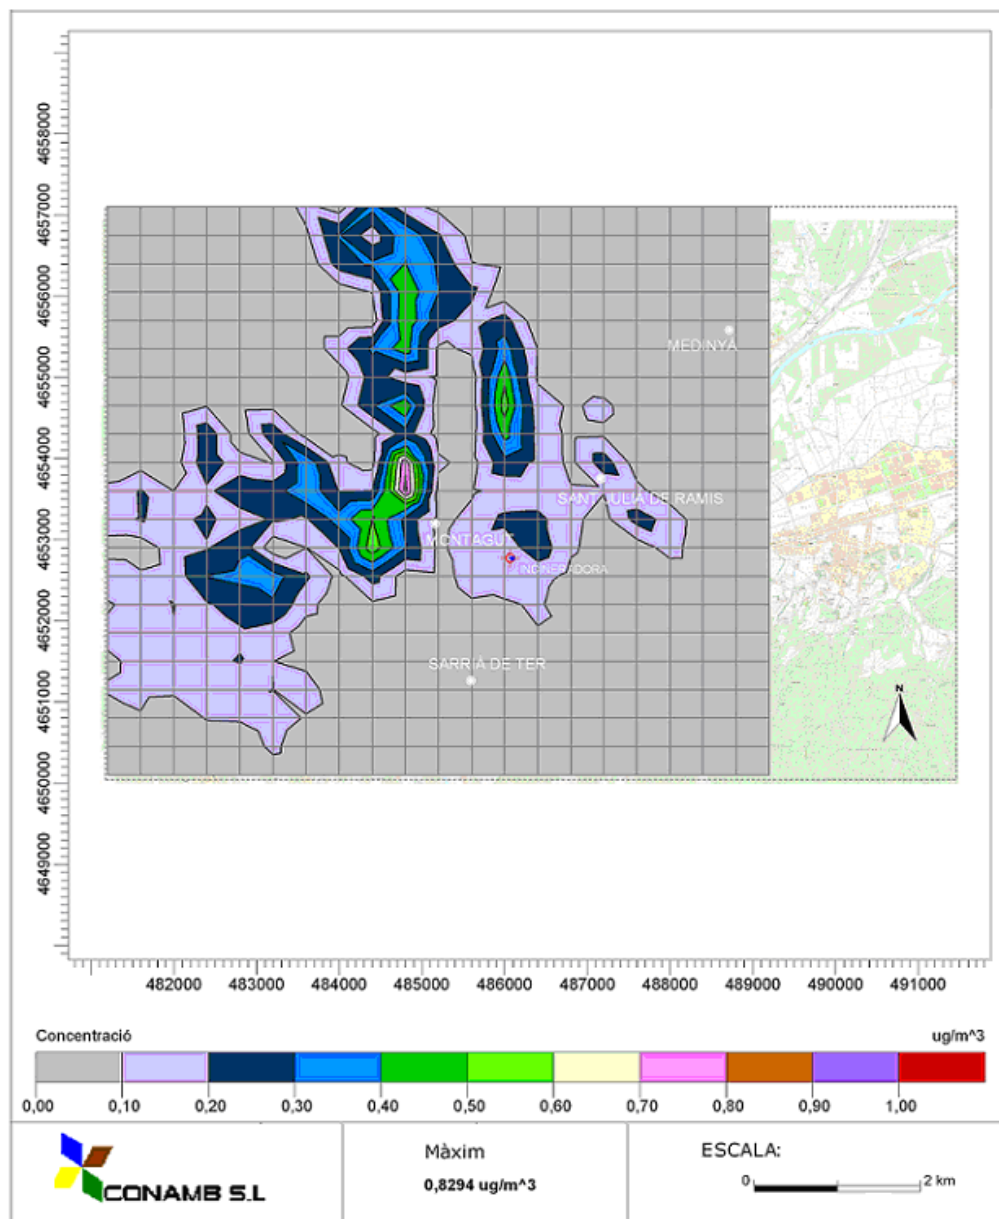 4658000
4657000
4656000
4655000
4654000
4653000
4652000
4651000
4650000
4649000
MEDINYÀ
SANT JULIÀ DE RAMIS
MONTAGUT
INCINERADORA
SARRIÀ DE TER
N
482000 483000 484000 485000 486000 487000 488000 489000 490000 491000
Concentració ug/m^3
0,00 0,10 0,20 0,30 0,40 0,50 0,60 0,70 0,80 0,90 1,00
CONAMB S.L
Màxim
0,8294 ug/m^3
ESCALA:
0 2 km